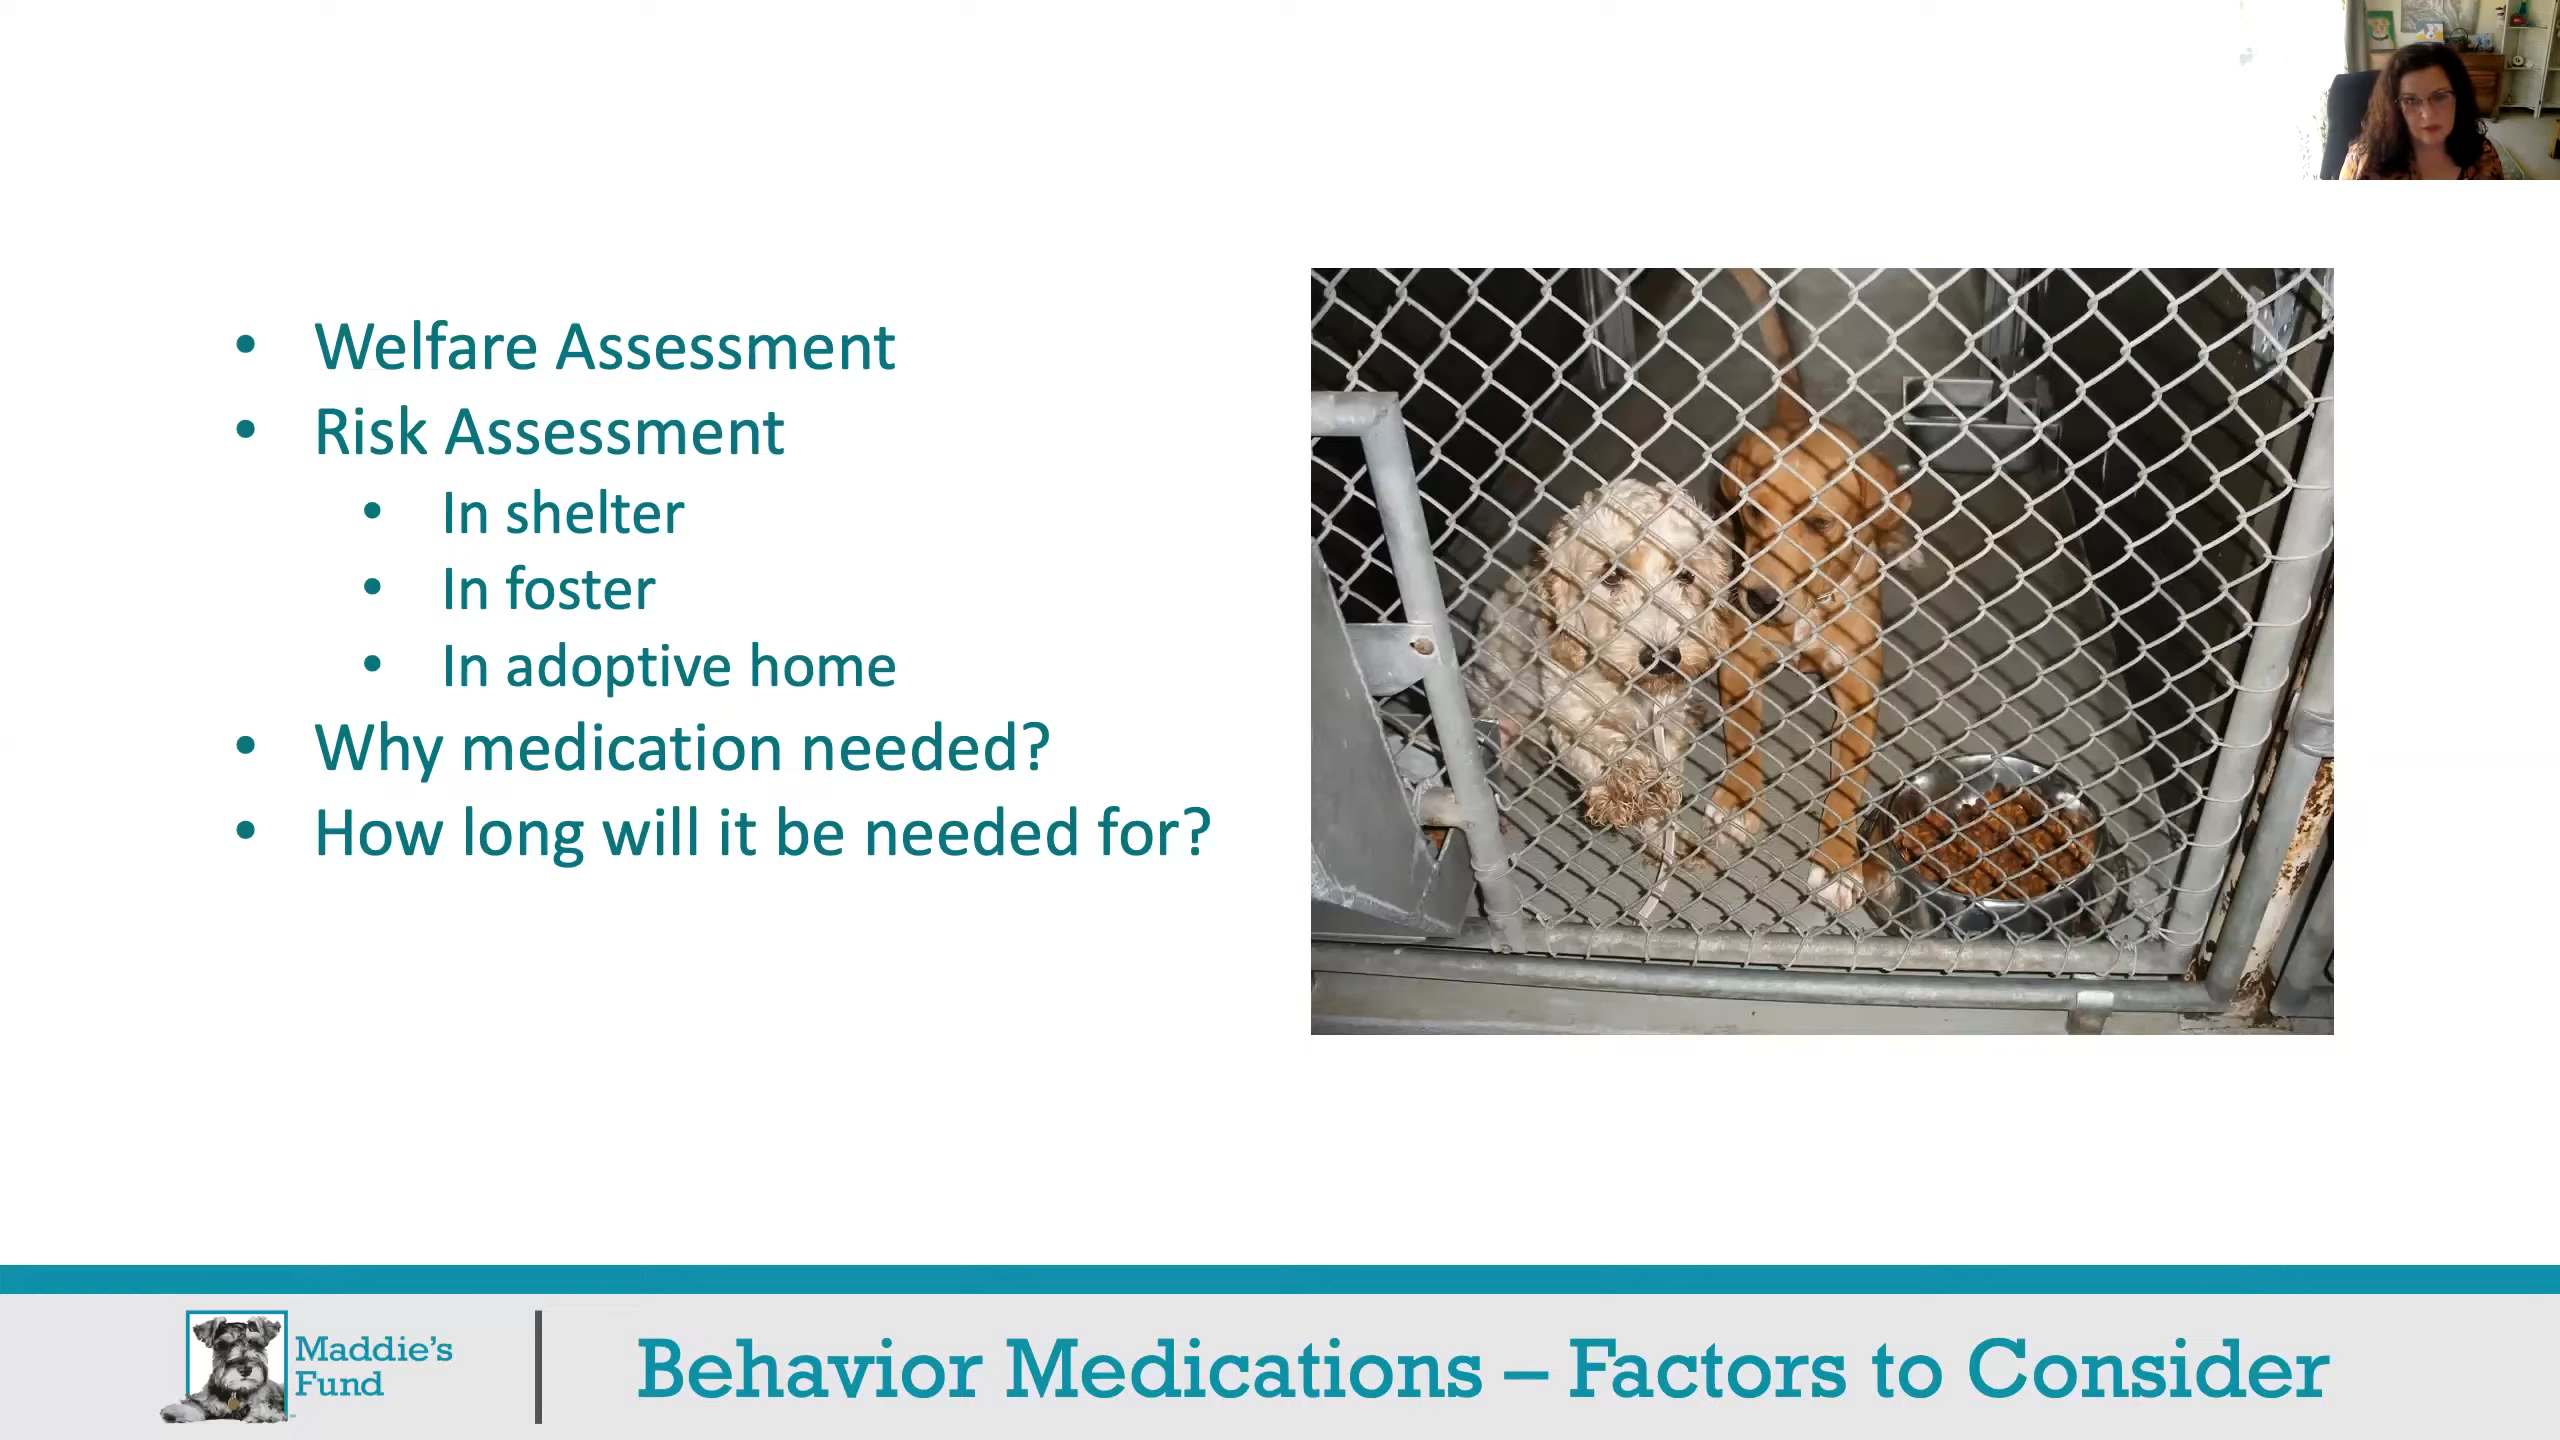 • Welfare Assessment
• Risk Assessment
• In shelter
• In foster
• In adoptive home
• Why medication needed?
• How long will it be needed for?
Maddie's
Fund
Behavior Medications – Factors to Consider